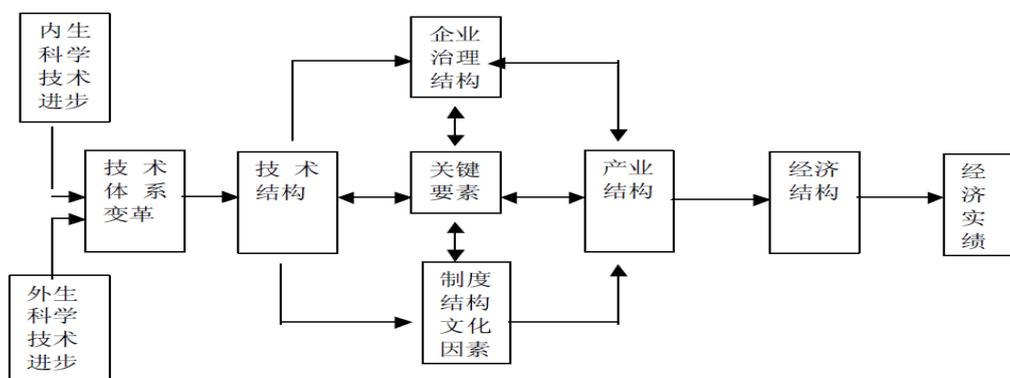 内生
科学
技术
进步
外生
科学
技术
进步
技 术
体 系
变革
技 术
结构
企业
治理
结构
关键
要素
制度
结构
文化
因素
产业
结构
经济
结构
经
济
实
绩